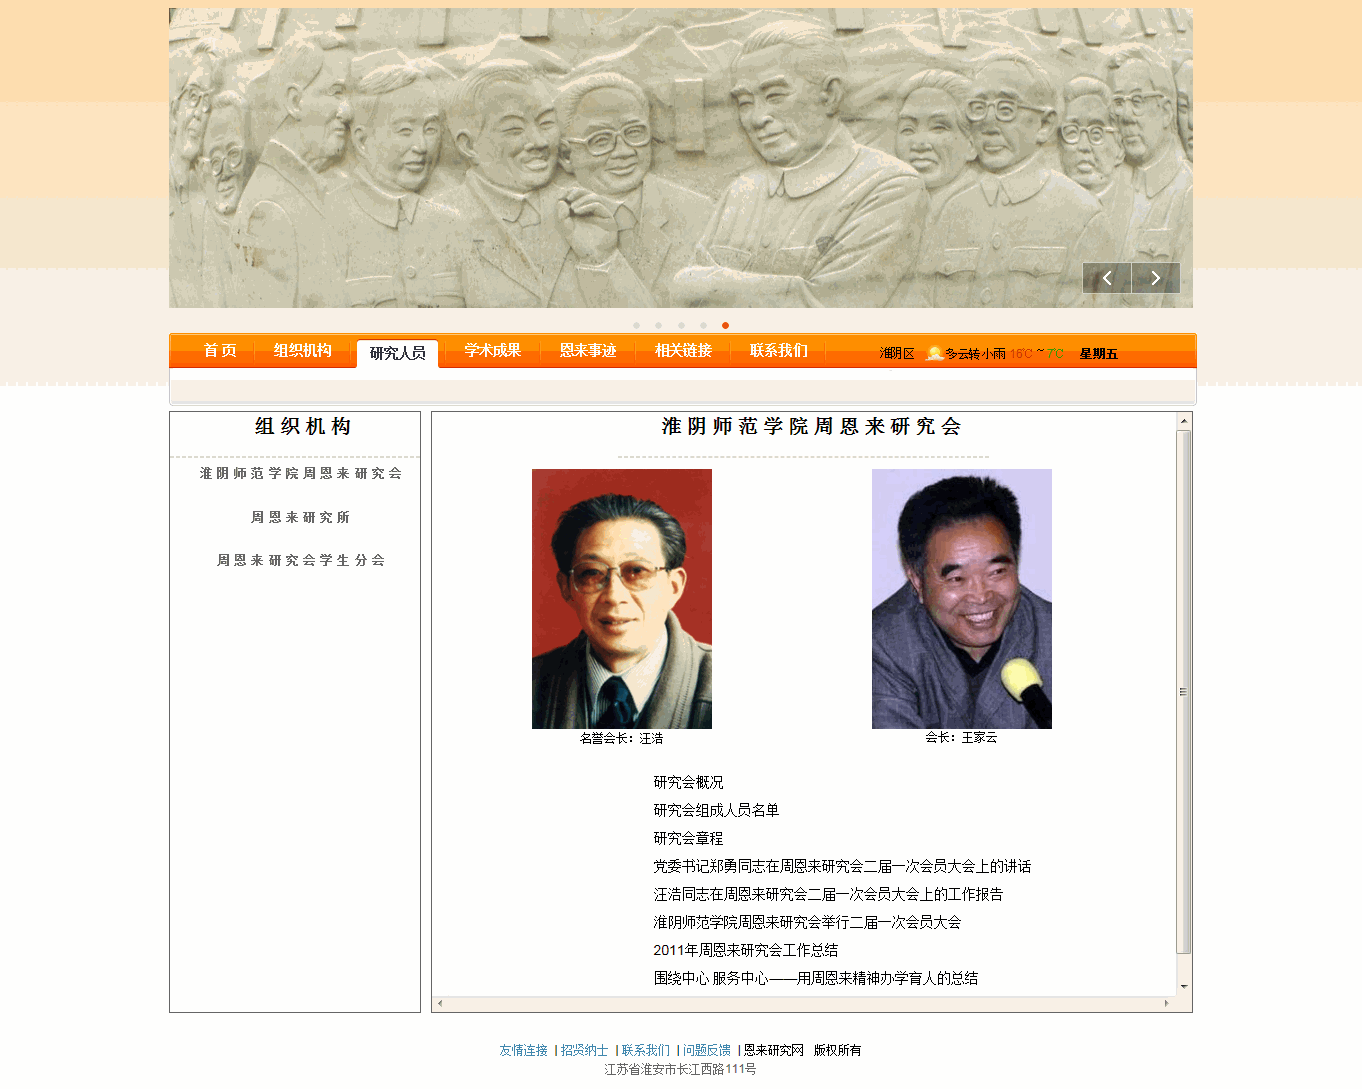 首 页 组织机构 研究人员 学术成果 恩来事迹 相关链接 联系我们 淮阴区 多云转小雨 16℃ ~ 7℃ 星期五
组 织 机 构
淮 阴 师 范 学 院 周 恩 来 研 究 会
周 恩 来 研 究 所
周 恩 来 研 究 会 学 生 分 会
淮 阴 师 范 学 院 周 恩 来 研 究 会
名誉会长：汪浩
会长：王家云
研究会概况
研究会组成人员名单
研究会章程
党委书记郑勇同志在周恩来研究会二届一次会员大会上的讲话
汪浩同志在周恩来研究会二届一次会员大会上的工作报告
淮阴师范学院周恩来研究会举行二届一次会员大会
2011年周恩来研究会工作总结
围绕中心 服务中心——用周恩来精神办学育人的总结
友情连接 | 招贤纳士 | 联系我们 | 问题反馈 | 恩来研究网 版权所有
江苏省淮安市长江西路111号